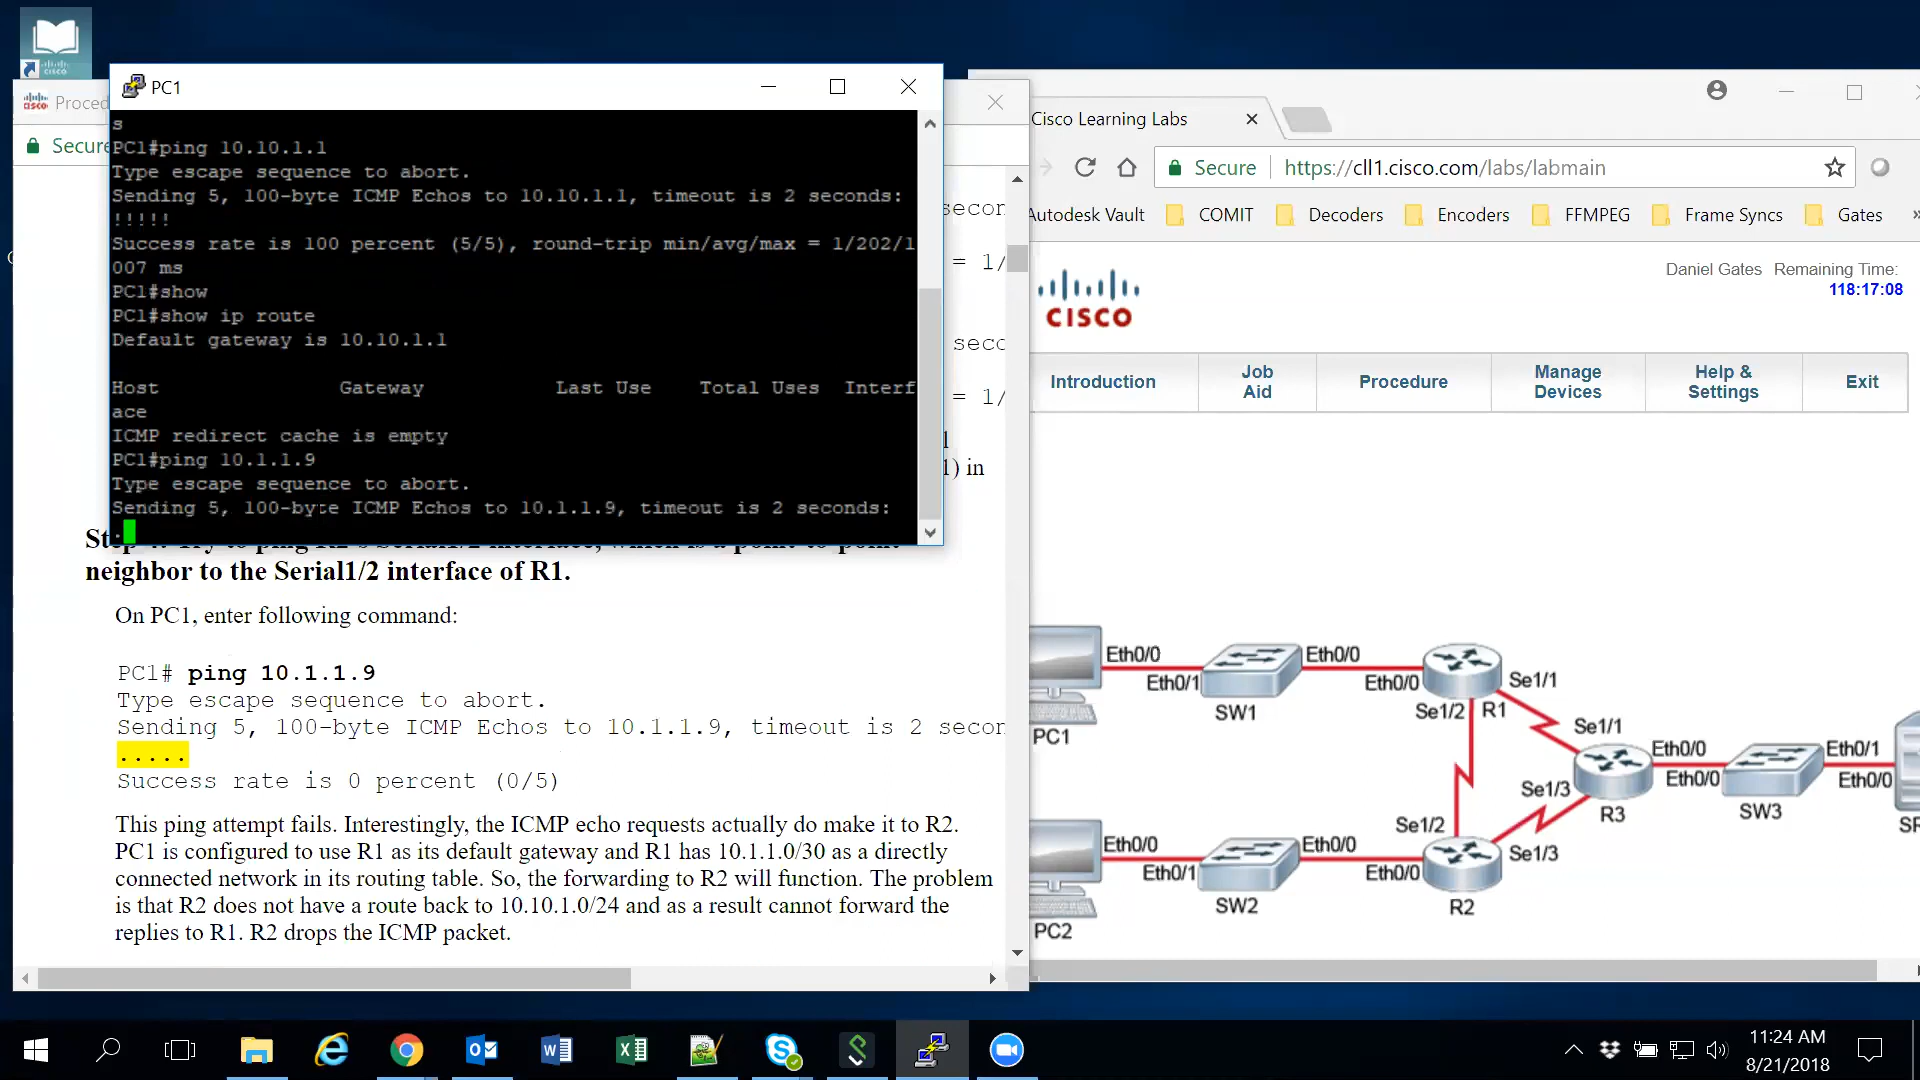 cisco
PC1
Proced
Secure
s
PC1#ping 10.10.1.1
Type escape sequence to abort.
Sending 5, 100-byte ICMP Echos to 10.10.1.1, timeout is 2 seconds:
!!!!!
Success rate is 100 percent (5/5), round-trip min/avg/max = 1/202/1
007 ms
PC1#show
PC1#show ip route
Default gateway is 10.10.1.1
Host Gateway Last Use Total Uses Interf
ace
ICMP redirect cache is empty
PC1#ping 10.1.1.9
Type escape sequence to abort.
Sending 5, 100-byte ICMP Echos to 10.1.1.9, timeout is 2 seconds:
.
secon
= 1/
secc
= 1/
1) in
neighbor to the Serial1/2 interface of R1.
On PC1, enter following command:
PC1# ping 10.1.1.9
Type escape sequence to abort.
Sending 5, 100-byte ICMP Echos to 10.1.1.9, timeout is 2 secon
.....
Success rate is 0 percent (0/5)
This ping attempt fails. Interestingly, the ICMP echo requests actually do make it to R2.
PC1 is configured to use R1 as its default gateway and R1 has 10.1.1.0/30 as a directly
connected network in its routing table. So, the forwarding to R2 will function. The problem
is that R2 does not have a route back to 10.10.1.0/24 and as a result cannot forward the
replies to R1. R2 drops the ICMP packet.
Cisco Learning Labs
Secure https://cll1.cisco.com/labs/labmain
Autodesk Vault COMIT Decoders Encoders FFMPEG Frame Syncs Gates »
Daniel Gates Remaining Time:
118:17:08
CISCO
Introduction Job Aid Procedure Manage Devices Help & Settings Exit
Eth0/0 Eth0/0
Eth0/1 Eth0/0 Se1/1
SW1 Se1/2 R1
PC1 Se1/1
Eth0/0 Eth0/1
Eth0/0 Eth0/0
Se1/3 R3 SW3
Se1/2
Eth0/0 Eth0/0 Se1/3
Eth0/1 Eth0/0
SW2 R2
PC2
11:24 AM
8/21/2018